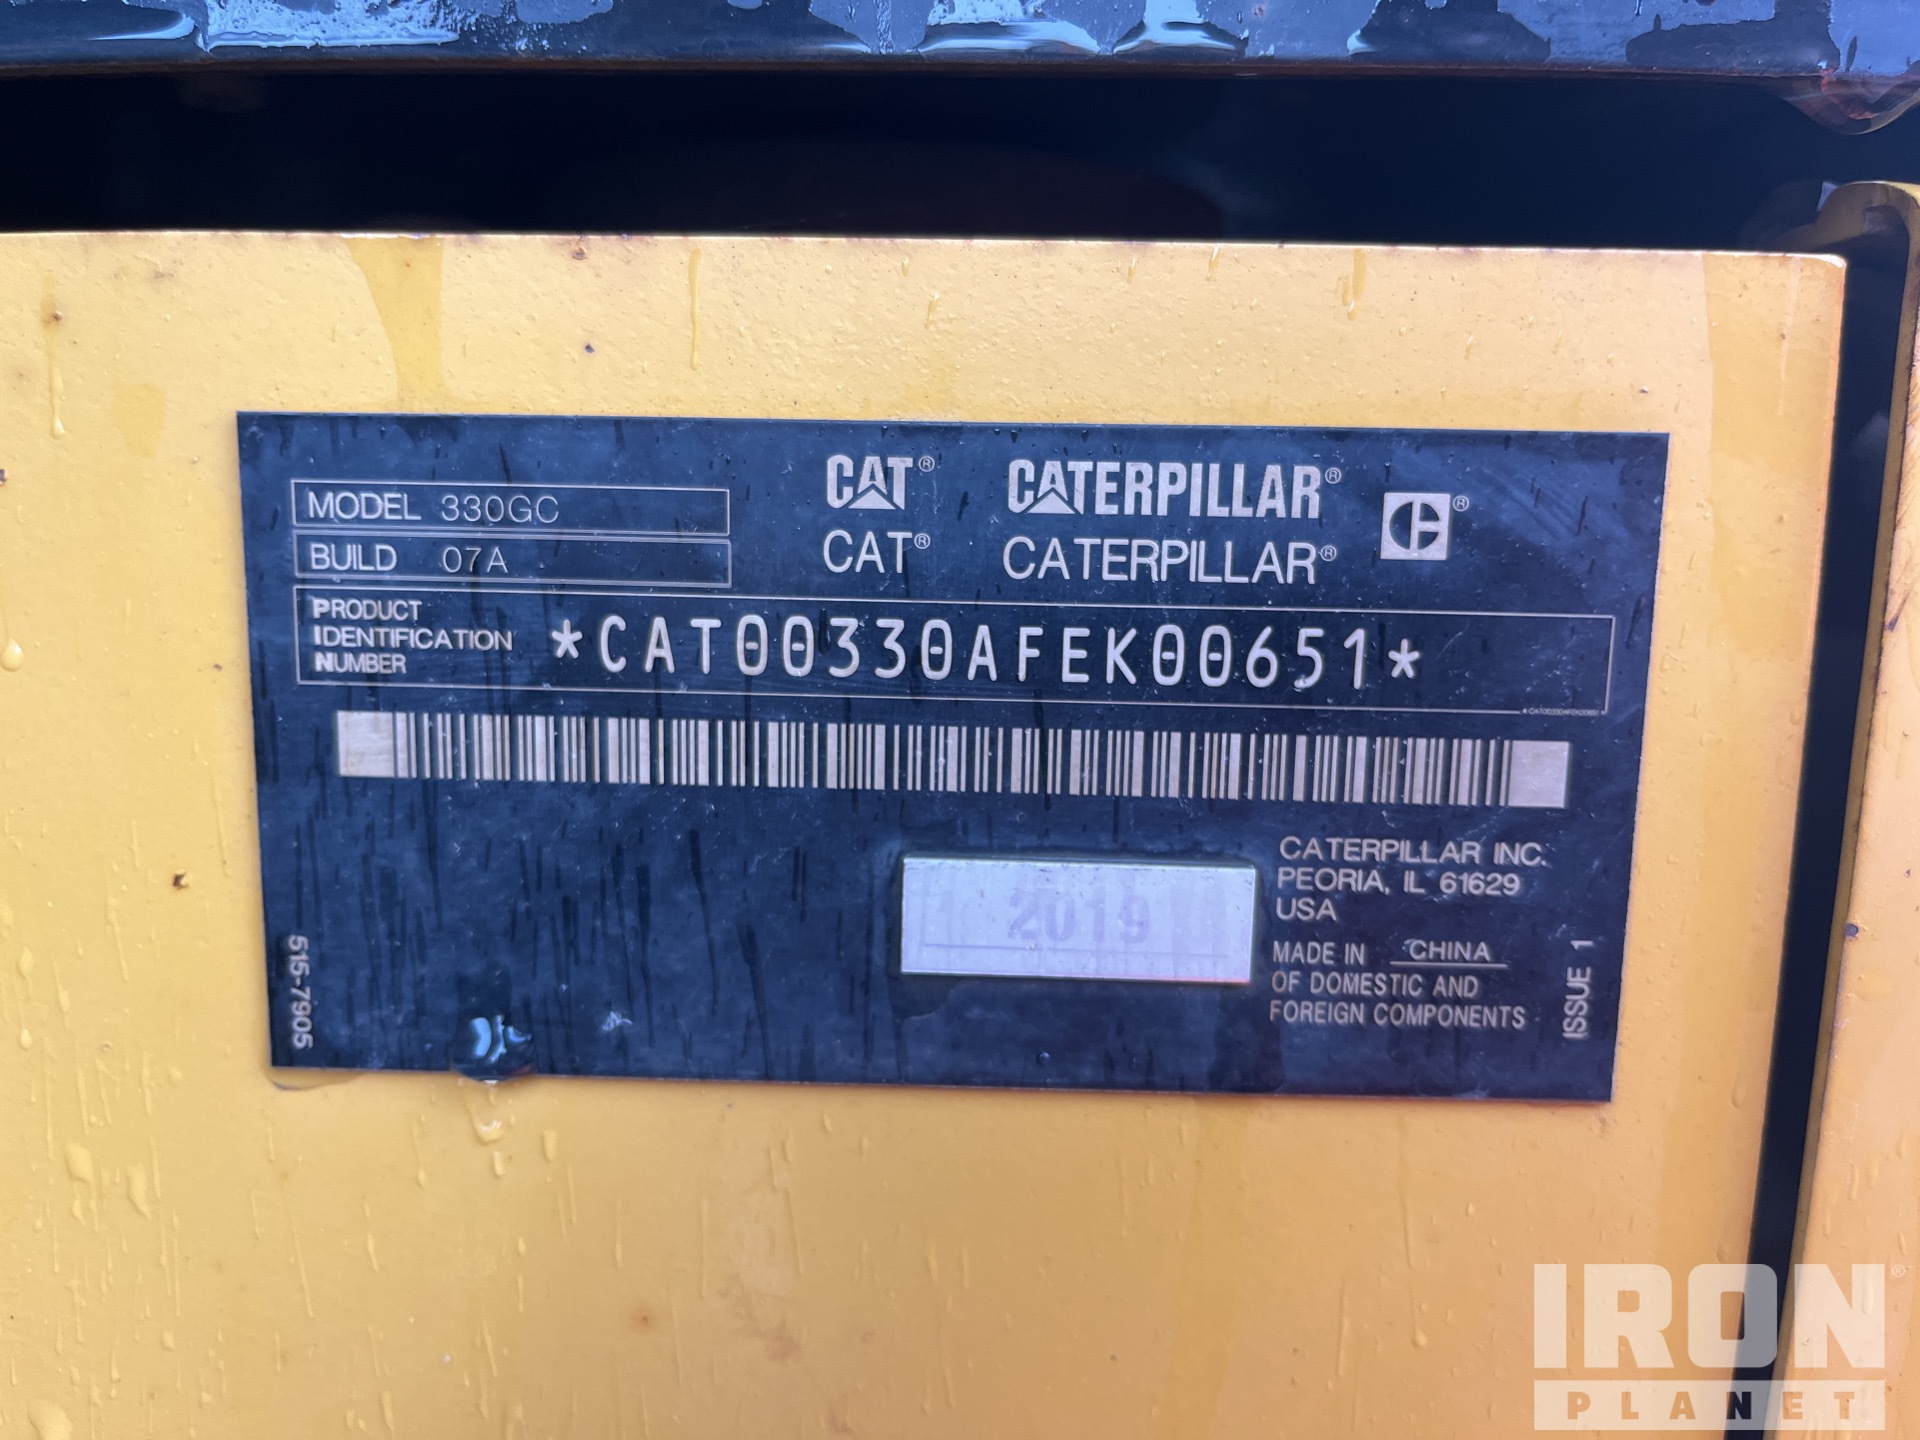 MODEL 330GC
BUILD 07A
CAT® CATERPILLAR® ®
CAT® CATERPILLAR®
PRODUCT
IDENTIFICATION
NUMBER
*CAT00330AFEK00651*
2019
CATERPILLAR INC.
PEORIA, IL 61629
USA
MADE IN CHINA
OF DOMESTIC AND
FOREIGN COMPONENTS
515-7905
ISSUE 1
IRON®
PLANET